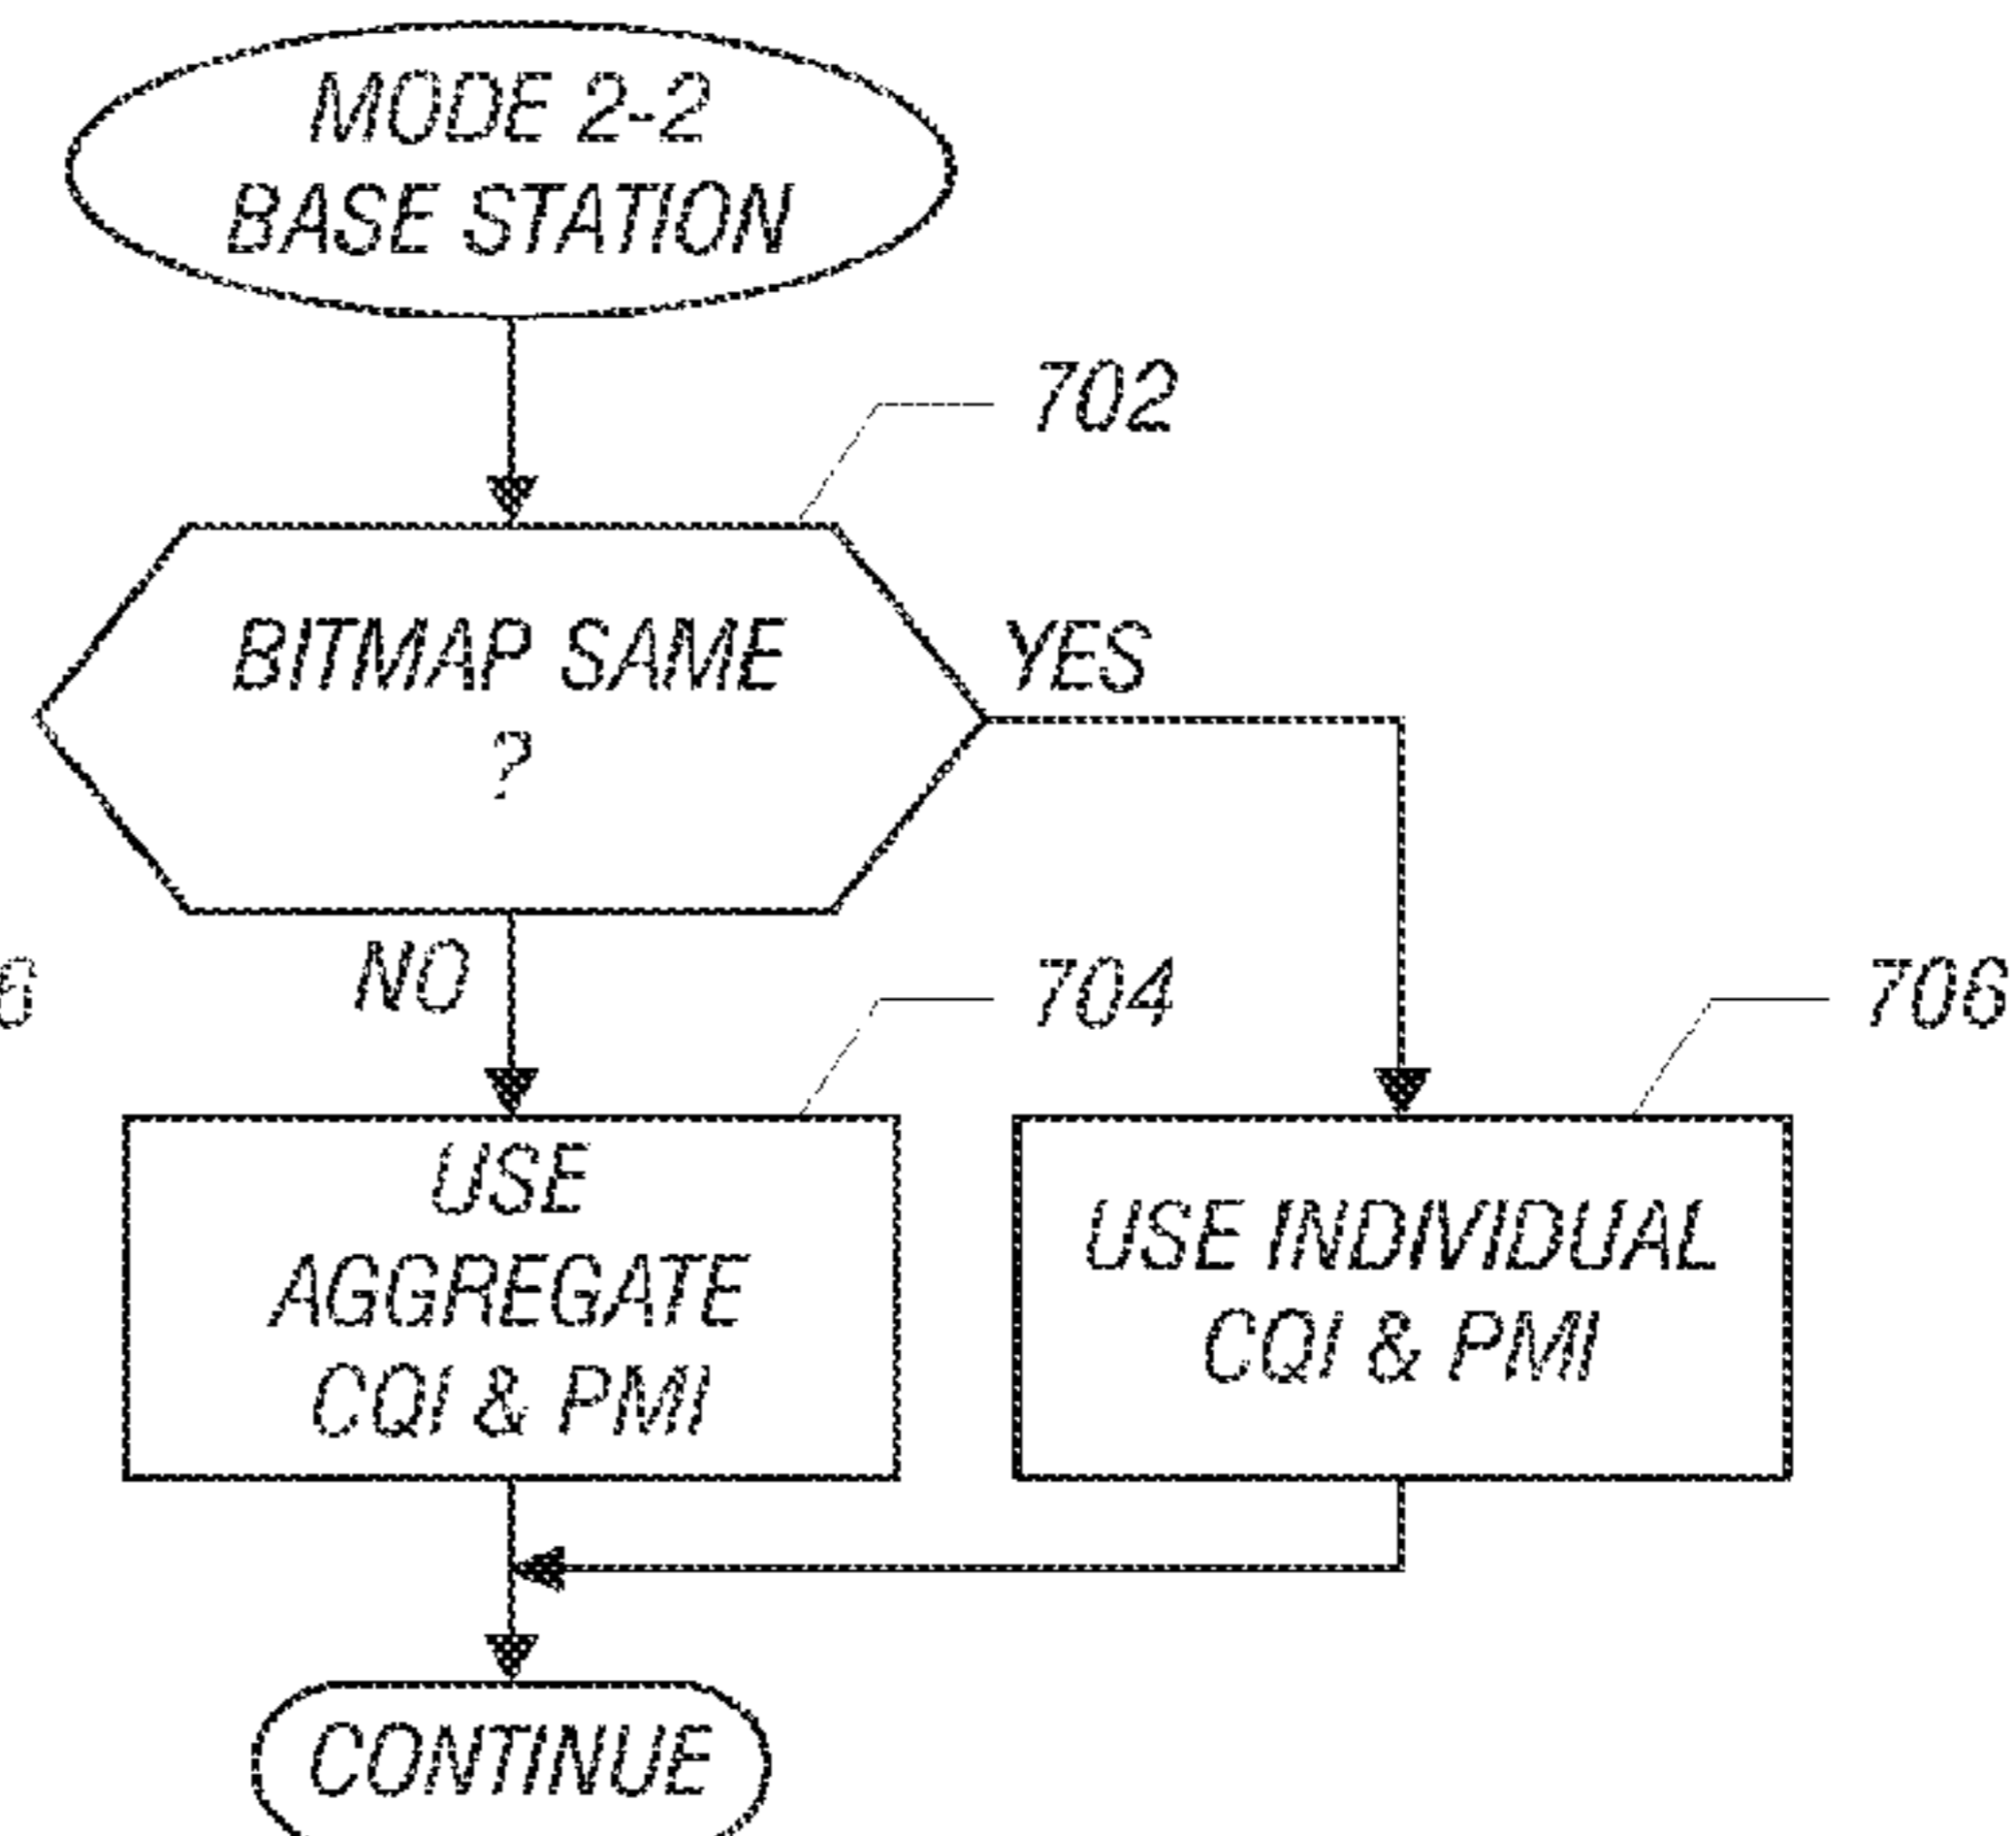 MODE 2-2
BASE STATION
702
BITMAP SAME
?
YES
NO
6
704
706
USE
AGGREGATE
CQI & PMI
USE INDIVIDUAL
CQI & PMI
CONTINUE